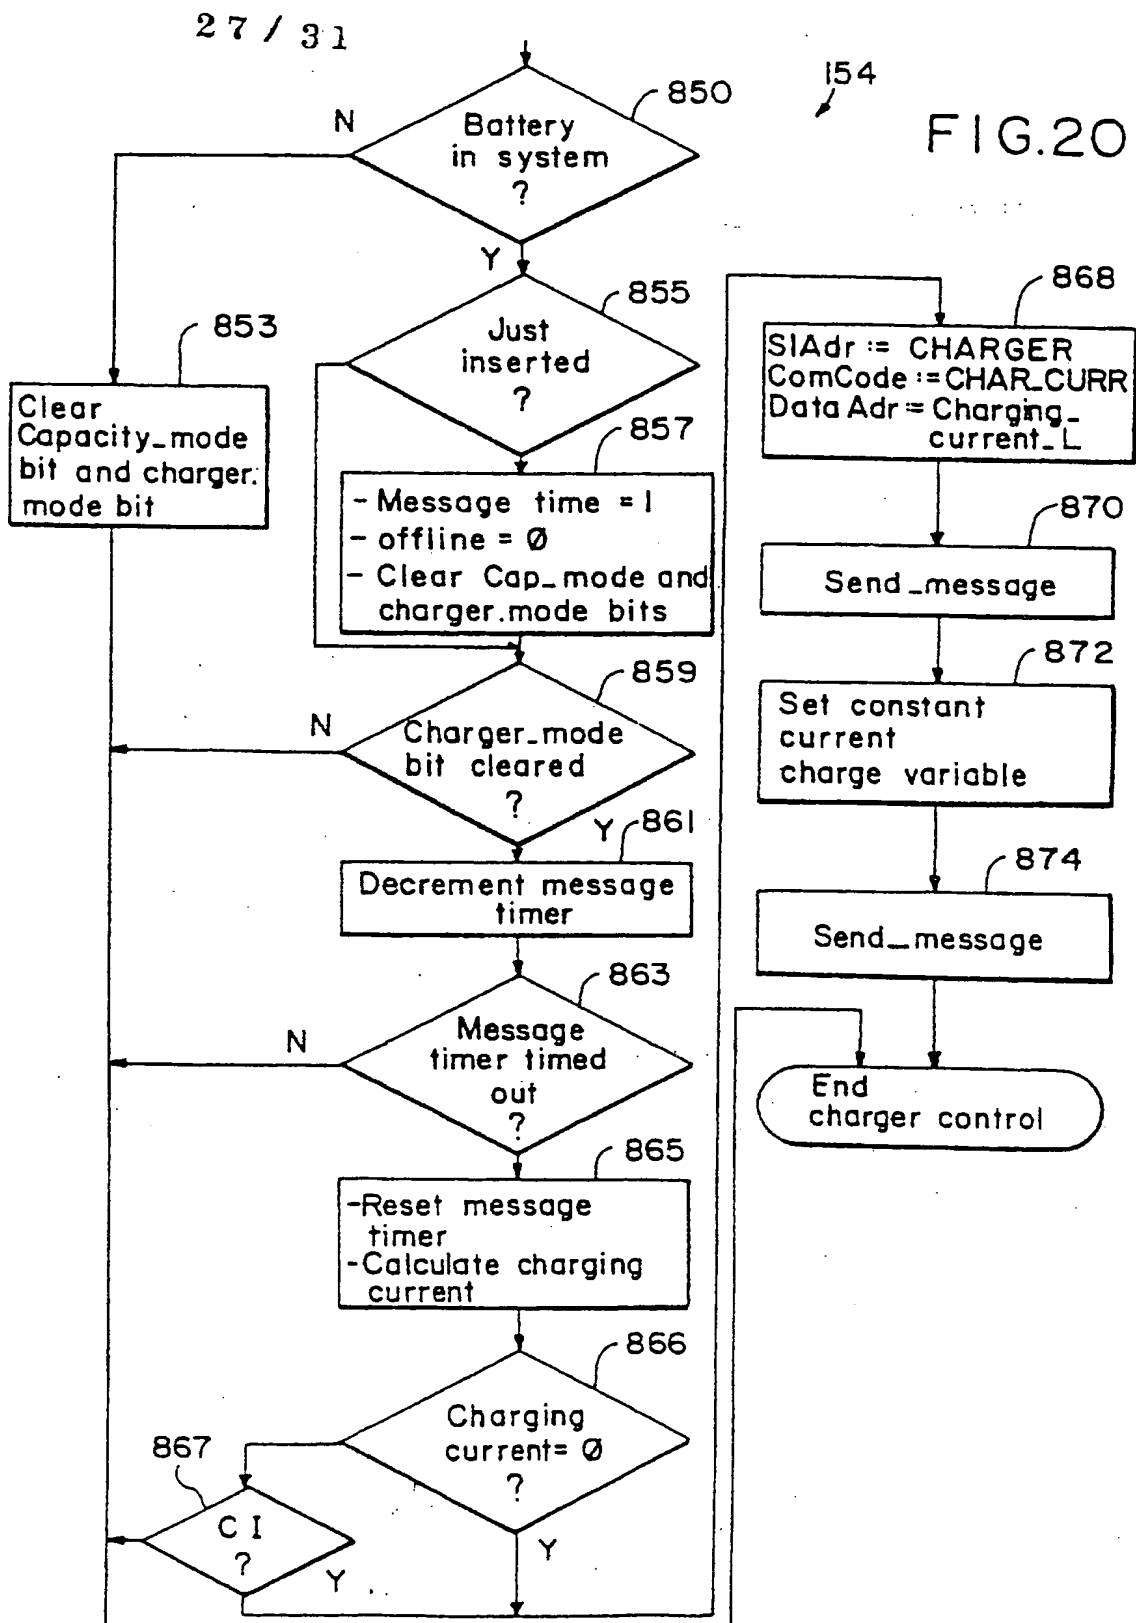 27/31
154
FIG.20
850
N
Battery
in system
?
Y
855
Just
inserted
?
853
Clear
Capacity_mode
bit and charger.
mode bit
857
- Message time = 1
- offline = Ø
- Clear Cap_mode and
charger.mode bits
859
N
Charger_mode
bit cleared
?
Y
861
Decrement message
timer
863
N
Message
timer timed
out
?
865
-Reset message
timer
-Calculate charging
current
866
Charging
current= Ø
?
Y
867
CI
?
Y
868
SlAdr := CHARGER
ComCode := CHAR_CURR
Data Adr = Charging_
current_L
870
Send_message
872
Set constant
current
charge variable
874
Send_message
End
charger control